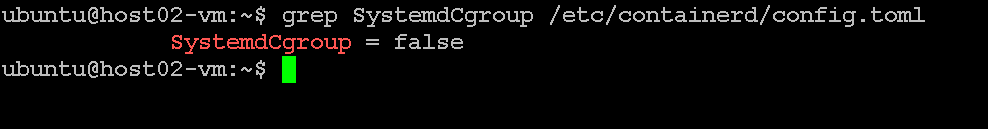 ubuntu@host02-vm:~$ grep SystemdCgroup /etc/containerd/config.toml
SystemdCgroup = false
ubuntu@host02-vm:~$